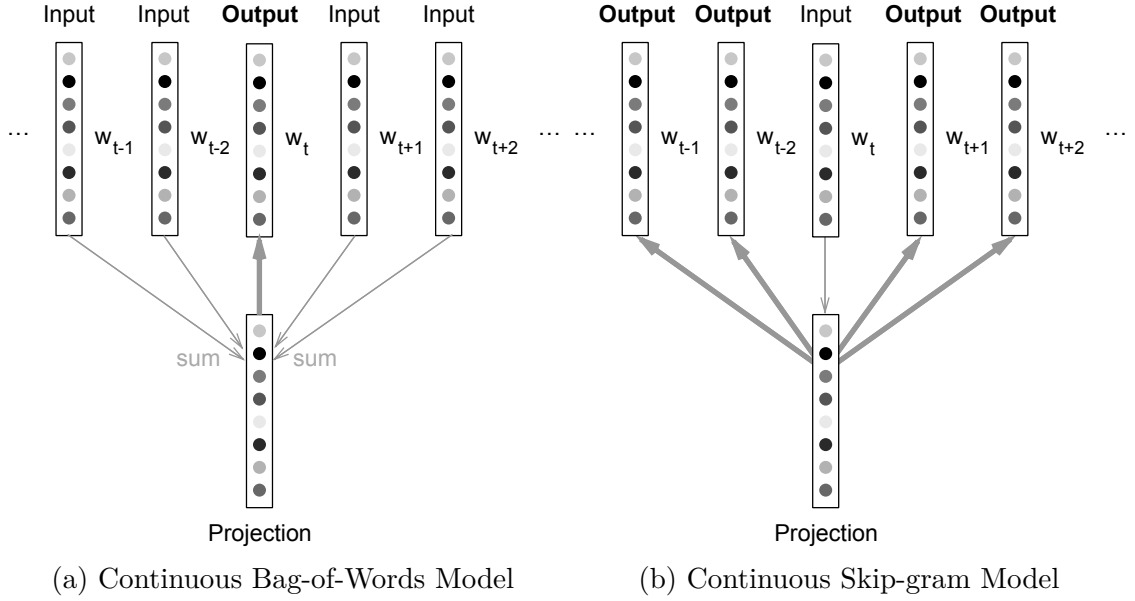 Input Input Output Input Input Output Output Input Output Output
... w_{t-1} w_{t-2} w_t w_{t+1} w_{t+2} ... ... w_{t-1} w_{t-2} w_t w_{t+1} w_{t+2} ...
sum sum
Projection Projection
(a) Continuous Bag-of-Words Model (b) Continuous Skip-gram Model